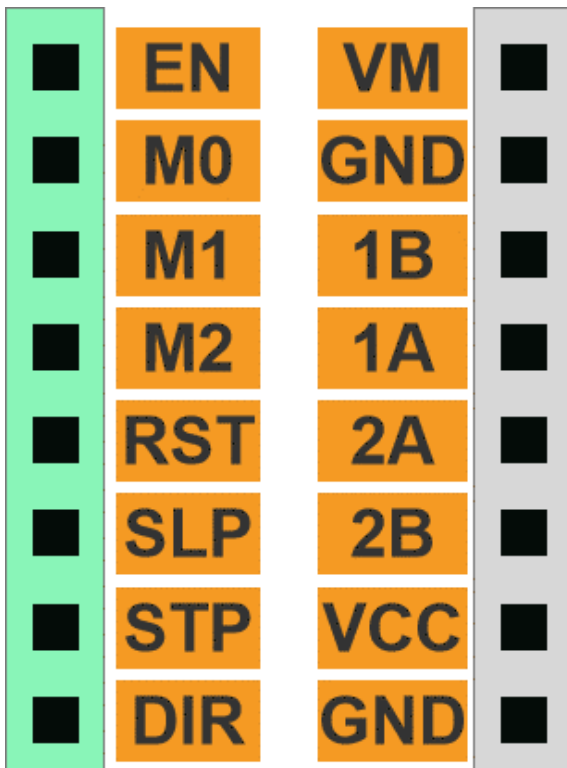 EN VM
M0 GND
M1 1B
M2 1A
RST 2A
SLP 2B
STP VCC
DIR GND